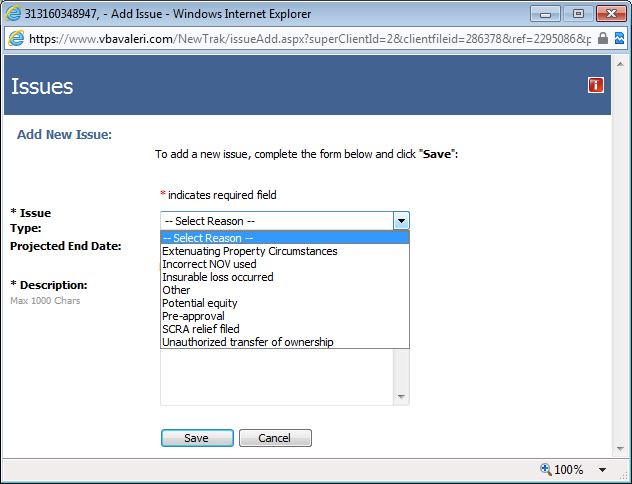 313160348947, - Add Issue - Windows Internet Explorer
https://www.vbavaleri.com/NewTrak/issueAdd.aspx?superClientId=2&clientfileid=286378&ref=2295086&p
Issues
Add New Issue:
To add a new issue, complete the form below and click "Save":
* indicates required field
* Issue
Type:
-- Select Reason --
-- Select Reason --
Extenuating Property Circumstances
Incorrect NOV used
Insurable loss occurred
Other
Potential equity
Pre-approval
SCRA relief filed
Unauthorized transfer of ownership
Projected End Date:
* Description:
Max 1000 Chars
Save
Cancel
100%